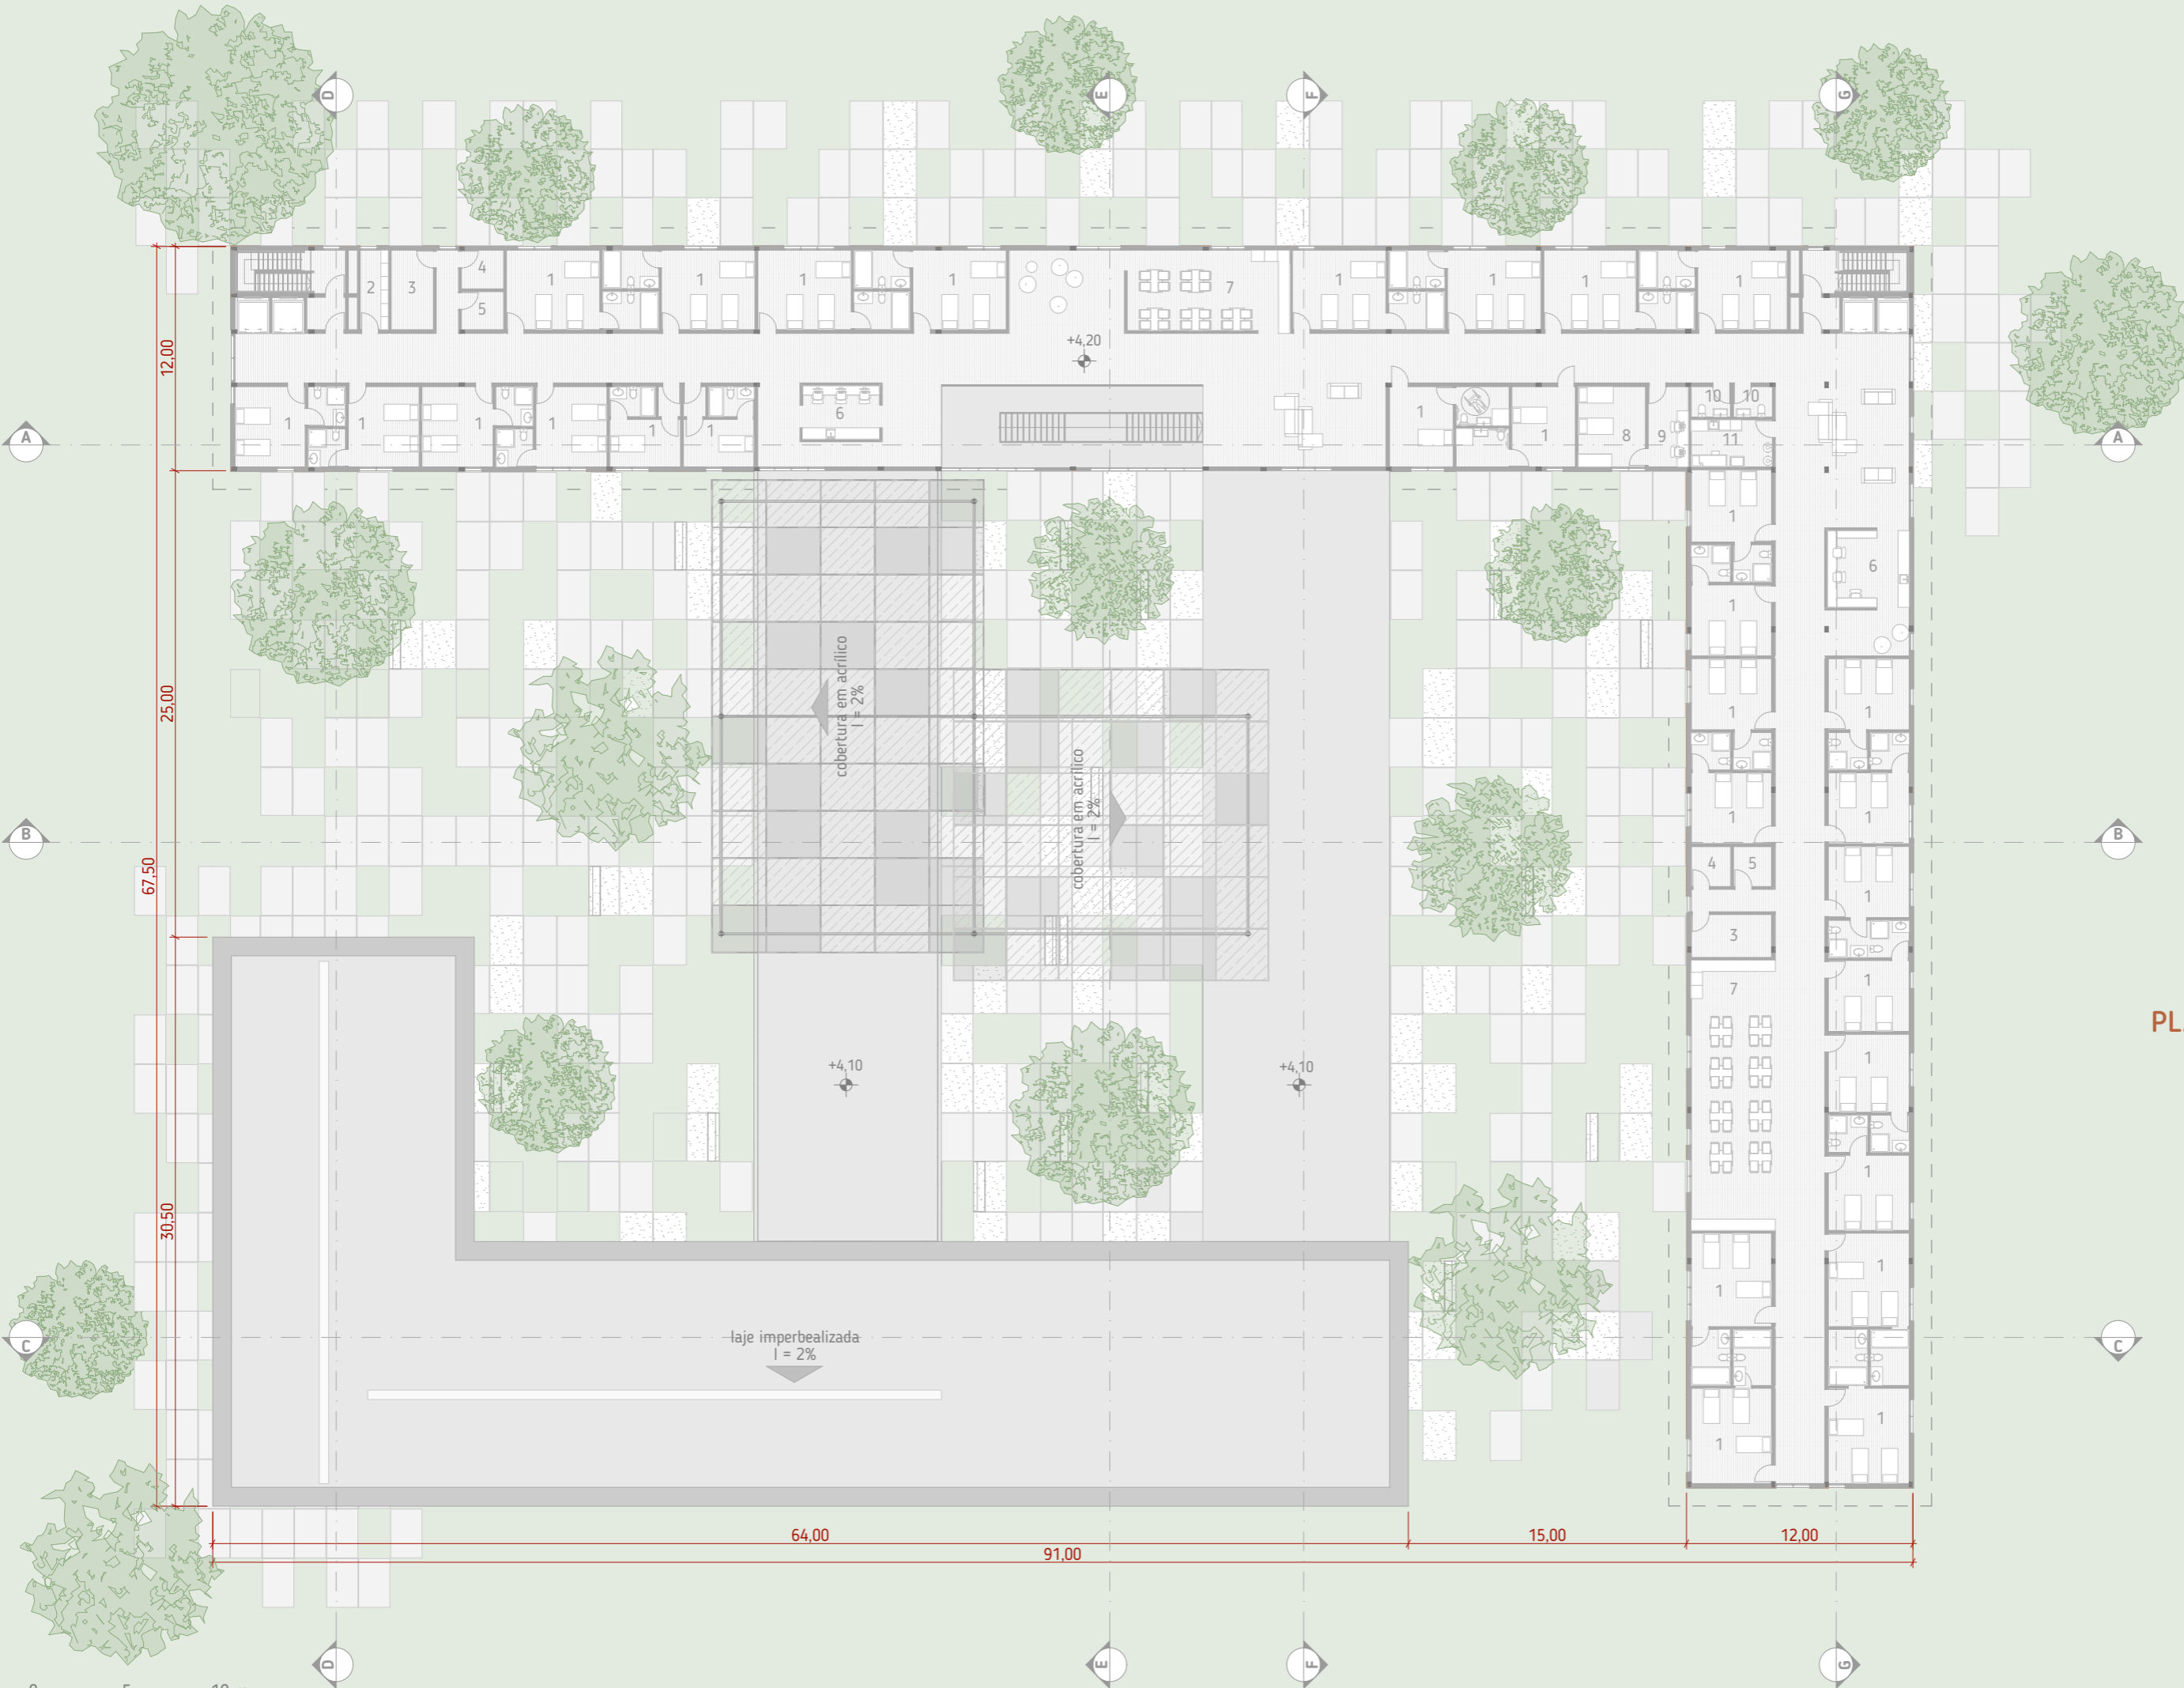 D
E
F
G
4
2
3
1
1
1
1
7
1
1
1
1
5
+4,20
12,00
1
1
1
1
1
1
6
1
1
8
9
10
10
11
A
A
1
6
1
25,00
cobertura em acrílico
I = 2%
cobertura em acrílico
I = 2%
1
1
1
1
B
B
67,50
4
5
1
3
1
7
PL
+4,10
+4,10
1
1
30,50
1
1
C
C
laje imperbealizada
I = 2%
1
1
64,00
15,00
12,00
91,00
D
E
F
G